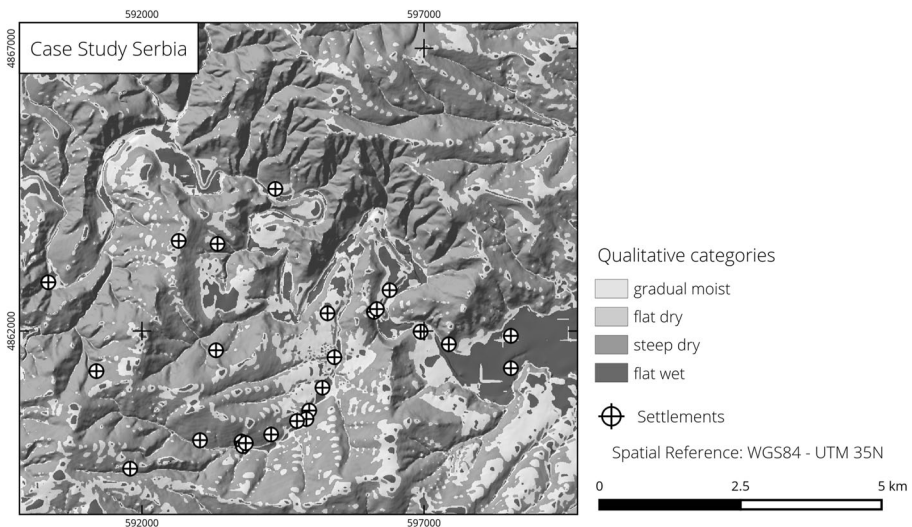 592000 597000
4867000
Case Study Serbia
4862000
592000 597000
Qualitative categories
gradual moist
flat dry
steep dry
flat wet
Settlements
Spatial Reference: WGS84 - UTM 35N
0 2.5 5 km